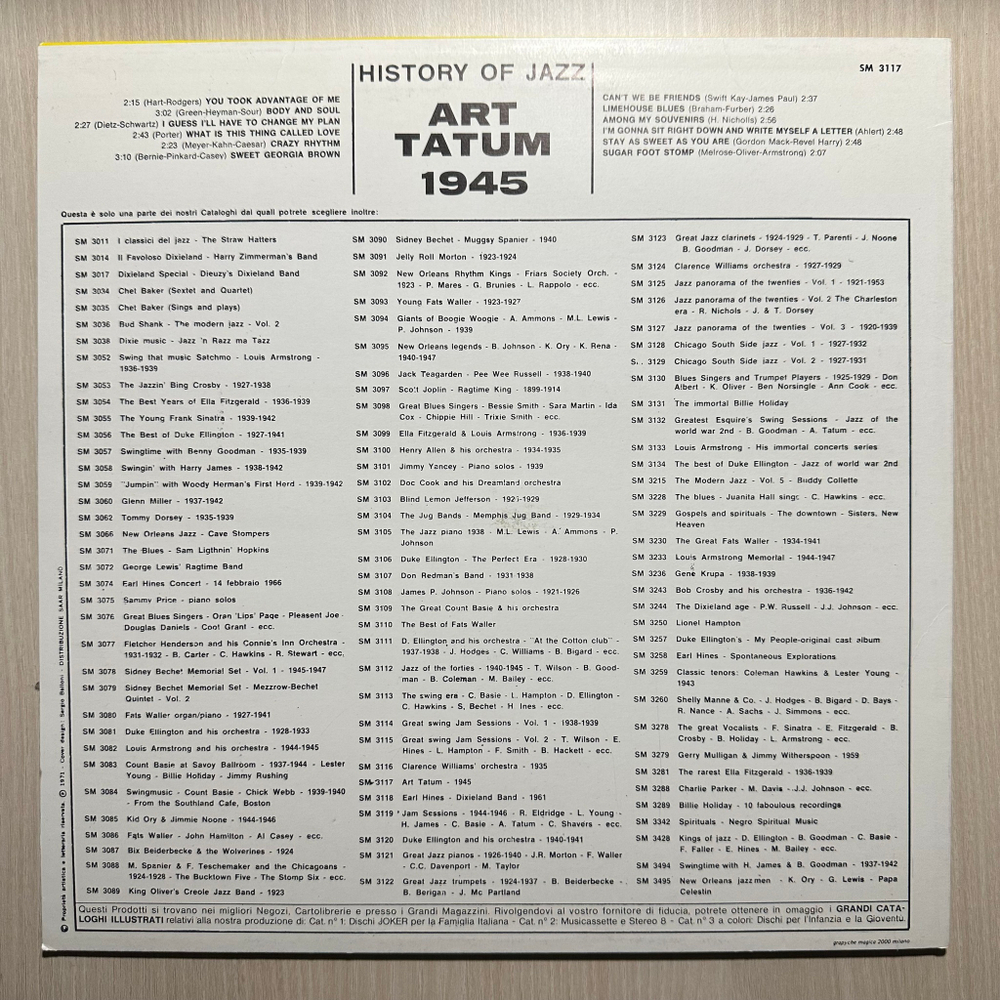 HISTORY OF JAZZ
ART
TATUM
1945
SM 3117
2:15 (Hart-Rodgers) YOU TOOK ADVANTAGE OF ME
3:02 (Green-Heyman-Sour) BODY AND SOUL
2:27 (Dietz-Schwartz) I GUESS I'LL HAVE TO CHANGE MY PLAN
2:43 (Porter) WHAT IS THIS THING CALLED LOVE
2:23 (Meyer-Kahn-Caesar) CRAZY RHYTHM
3:10 (Bernie-Pinkard-Casey) SWEET GEORGIA BROWN
CAN'T WE BE FRIENDS (Swift Kay-James Paul) 2:37
LIMEHOUSE BLUES (Braham-Furber) 2:26
AMONG MY SOUVENIRS (H. Nicholls) 2:56
I'M GONNA SIT RIGHT DOWN AND WRITE MYSELF A LETTER (Ahlert) 2:48
STAY AS SWEET AS YOU ARE (Gordon Mack-Revel Harry) 2:48
SUGAR FOOT STOMP (Melrose-Oliver-Armstrong) 2:07
Questa è solo una parte dei nostri Cataloghi dai quali potrete scegliere inoltre:
SM 3011 I classici del jazz - The Straw Hatters
SM 3014 Il Favoloso Dixieland - Harry Zimmerman's Band
SM 3017 Dixieland Special - Dieuzy's Dixieland Band
SM 3034 Chet Baker (Sextet and Quartet)
SM 3035 Chet Baker (Sings and plays)
SM 3036 Bud Shank - The modern jazz - Vol. 2
SM 3038 Dixie music - Jazz 'n Razz ma Tazz
SM 3052 Swing that music Satchmo - Louis Armstrong -
1936-1939
SM 3053 The Jazzin' Bing Crosby - 1927-1938
SM 3054 The Best Years of Ella Fitzgerald - 1936-1939
SM 3055 The Young Frank Sinatra - 1939-1942
SM 3056 The Best of Duke Ellington - 1927-1941
SM 3057 Swingtime with Benny Goodman - 1935-1939
SM 3058 Swingin' with Harry James - 1938-1942
SM 3059 "Jumpin" with Woody Herman's First Herd - 1939-1942
SM 3060 Glenn Miller - 1937-1942
SM 3062 Tommy Dorsey - 1935-1939
SM 3066 New Orleans Jazz - Cave Stompers
SM 3071 The Blues - Sam Ligthnin' Hopkins
SM 3072 George Lewis' Ragtime Band
SM 3074 Earl Hines Concert - 14 febbraio 1966
SM 3075 Sammy Price - piano solos
SM 3076 Great Blues Singers - Oran 'Lips' Page - Pleasent Joe -
Douglas Daniels - Coot Grant - ecc.
SM 3077 Fletcher Henderson and his Connie's Inn Orchestra -
1931-1932 - B. Carter - C. Hawkins - R. Stewart - ecc.
SM 3078 Sidney Bechet Memorial Set - Vol. 1 - 1945-1947
SM 3079 Sidney Bechet Memorial Set - Mezzrow-Bechet
Quintet - Vol. 2
SM 3080 Fats Waller organ/piano - 1927-1941
SM 3081 Duke Ellington and his orchestra - 1928-1933
SM 3082 Louis Armstrong and his orchestra - 1944-1945
SM 3083 Count Basie at Savoy Ballroom - 1937-1944 - Lester
Young - Billie Holiday - Jimmy Rushing
SM 3084 Swingmusic - Count Basie - Chick Webb - 1939-1940
- From the Southland Cafe, Boston
SM 3085 Kid Ory & Jimmie Noone - 1944-1946
SM 3086 Fats Waller - John Hamilton - Al Casey - ecc.
SM 3087 Bix Beiderbecke & the Wolverines - 1924
SM 3088 M. Spanier & F. Teschemaker and the Chicagoans -
1924-1928 - The Bucktown Five - The Stomp Six - ecc.
SM 3089 King Oliver's Creole Jazz Band - 1923
SM 3090 Sidney Bechet - Muggsy Spanier - 1940
SM 3091 Jelly Roll Morton - 1923-1924
SM 3092 New Orleans Rhythm Kings - Friars Society Orch. -
1923 - P. Mares - G. Brunies - L. Rappolo - ecc.
SM 3093 Young Fats Waller - 1923-1927
SM 3094 Giants of Boogie Woogie - A. Ammons - M.L. Lewis -
P. Johnson - 1939
SM 3095 New Orleans legends - B. Johnson - K. Ory - K. Rena -
1940-1947
SM 3096 Jack Teagarden - Pee Wee Russell - 1938-1940
SM 3097 Scott Joplin - Ragtime King - 1899-1914
SM 3098 Great Blues Singers - Bessie Smith - Sara Martin - Ida
Cox - Chippie Hill - Trixie Smith - ecc.
SM 3099 Ella Fitzgerald & Louis Armstrong - 1936-1939
SM 3100 Henry Allen & his orchestra - 1934-1935
SM 3101 Jimmy Yancey - Piano solos - 1939
SM 3102 Doc Cook and his Dreamland orchestra
SM 3103 Blind Lemon Jefferson - 1925-1929
SM 3104 The Jug Bands - Memphis Jug Band - 1929-1934
SM 3105 The Jazz piano 1938 - M.L. Lewis - A. Ammons - P.
Johnson
SM 3106 Duke Ellington - The Perfect Era - 1928-1930
SM 3107 Don Redman's Band - 1931 1938
SM 3108 James P. Johnson - Piano solos - 1921-1926
SM 3109 The Great Count Basie & his orchestra
SM 3110 The Best of Fats Waller
SM 3111 D. Ellington and his orchestra - "At the Cotton club" -
1937-1938 - J. Hodges - C. Williams - B. Bigard - ecc.
SM 3112 Jazz of the forties - 1940-1945 - T. Wilson - B. Good-
man - B. Coleman - M. Bailey - ecc.
SM 3113 The swing era - C. Basie - L. Hampton - D. Ellington -
C. Hawkins - S, Bechet - H Ines - ecc.
SM 3114 Great swing Jam Sessions - Vol. 1 - 1938-1939
SM 3115 Great swing Jam Sessions - Vol. 2 - T. Wilson - E.
Hines - L. Hampton - F. Smith - B. Hackett - ecc.
SM 3116 Clarence Williams' orchestra - 1935
SM 3117 Art Tatum - 1945
SM 3118 Earl Hines - Dixieland Band - 1961
SM 3119 Jam Sessions - 1944-1946 - R. Eldridge - L. Young -
H. James - C. Basie - A. Tatum - C. Shavers - ecc.
SM 3120 Duke Ellington and his orchestra - 1940-1941
SM 3121 Great Jazz pianos - 1926-1940 - J.R. Morton - F. Waller
- C.C. Davenport - M. Taylor
SM 3122 Great Jazz trumpets - 1924-1937 - B. Beiderbecke -
B. Berigan - J. Mc Partland
SM 3123 Great Jazz clarinets - 1924-1929 - T. Parenti - J. Noone
B. Goodman - J. Dorsey - ecc.
SM 3124 Clarence Williams orchestra - 1927-1929
SM 3125 Jazz panorama of the twenties - Vol. 1 - 1921-1953
SM 3126 Jazz panorama of the twenties - Vol. 2 The Charleston
era - R. Nichols - J. & T. Dorsey
SM 3127 Jazz panorama of the twenties - Vol. 3 - 1920-1939
SM 3128 Chicago South Side jazz - Vol. 1 - 1927-1932
S.. 3129 Chicago South Side jazz - Vol. 2 - 1927-1931
SM 3130 Blues Singers and Trumpet Players - 1925-1929 - Don
Albert - K. Oliver - Ben Norsingle - Ann Cook - ecc.
SM 3131 The immortal Billie Holiday
SM 3132 Greatest Esquire's Swing Sessions - Jazz of the
world war 2nd - B. Goodman - A. Tatum - ecc.
SM 3133 Louis Armstrong - His immortal concerts series
SM 3134 The best of Duke Ellington - Jazz of world war 2nd
SM 3215 The Modern Jazz - Vol. 5 - Buddy Collette
SM 3228 The blues - Juanita Hall sings - C. Hawkins - ecc.
SM 3229 Gospels and spirituals - The downtown - Sisters, New
Heaven
SM 3230 The Great Fats Waller - 1934-1941
SM 3233 Louis Armstrong Memorial - 1944-1947
SM 3236 Gene Krupa - 1938-1939
SM 3243 Bob Crosby and his orchestra - 1936-1942
SM 3244 The Dixieland age - P.W. Russell - J.J. Johnson - ecc.
SM 3250 Lionel Hampton
SM 3257 Duke Ellington's - My People-original cast album
SM 3258 Earl Hines - Spontaneous Explorations
SM 3259 Classic tenors: Coleman Hawkins & Lester Young -
1943
SM 3260 Shelly Manne & Co. - J. Hodges - B. Bigard - D. Bays -
R. Nance - A. Sachs - J. Simmons - ecc.
SM 3278 The great Vocalists - F. Sinatra - E. Fitzgerald - B.
Crosby - B. Holiday - L. Armstrong - ecc.
SM 3279 Gerry Mulligan & Jimmy Witherspoon - 1959
SM 3281 The rarest Ella Fitzgerald - 1936-1939
SM 3288 Charlie Parker - M. Davis - J.J. Johnson - ecc.
SM 3289 Billie Holiday - 10 faboulous recordings
SM 3342 Spirituals - Negro Spiritual Music
SM 3428 Kings of jazz - D. Ellington - B. Goodman - C. Basie -
F. Faller - E. Hines - M. Bailey - ecc.
SM 3494 Swingtime with H. James & B. Goodman - 1937-1942
SM 3495 New Orleans jazzmen - K. Ory - G. Lewis - Papa
Celestin
Questi Prodotti si trovano nei migliori Negozi, Cartolibrerie e presso i Grandi Magazzini. Rivolgendovi al vostro fornitore di fiducia, potrete ottenere in omaggio i GRANDI CATA-
LOGHI ILLUSTRATI relativi alla nostra produzione di: Cat. n° 1: Dischi JOKER per la Famiglia Italiana - Cat. n° 2: Musicassette e Stereo 8 - Cat. n° 3 a colori: Dischi per l'Infanzia e la Gioventù.
© Proprietà artistica e letteraria riservata. Ⓟ 1971 - Cover design: Sergio Balloni - DISTRIBUZIONE SAAR MILANO
grapsche magica 2000 milano